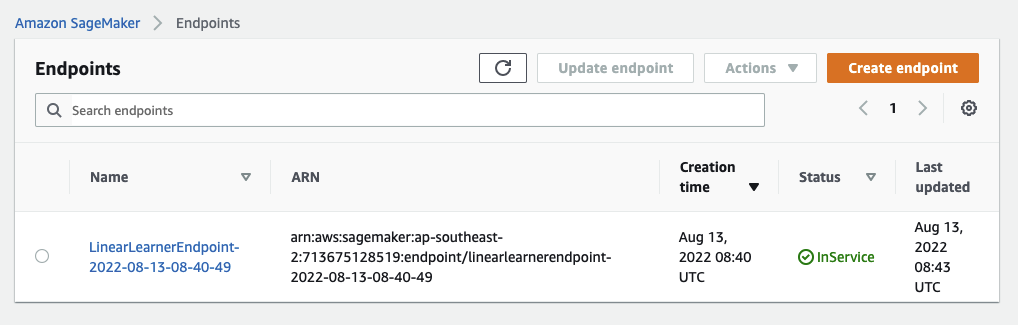 Amazon SageMaker > Endpoints
Endpoints
Update endpoint
Actions
Create endpoint
Search endpoints
1
Name
ARN
Creation
time
Status
Last
updated
LinearLearnerEndpoint-
2022-08-13-08-40-49
arn:aws:sagemaker:ap-southeast-
2:713675128519:endpoint/linearlearnerendpoint-
2022-08-13-08-40-49
Aug 13,
2022 08:40
UTC
InService
Aug 13,
2022
08:43
UTC